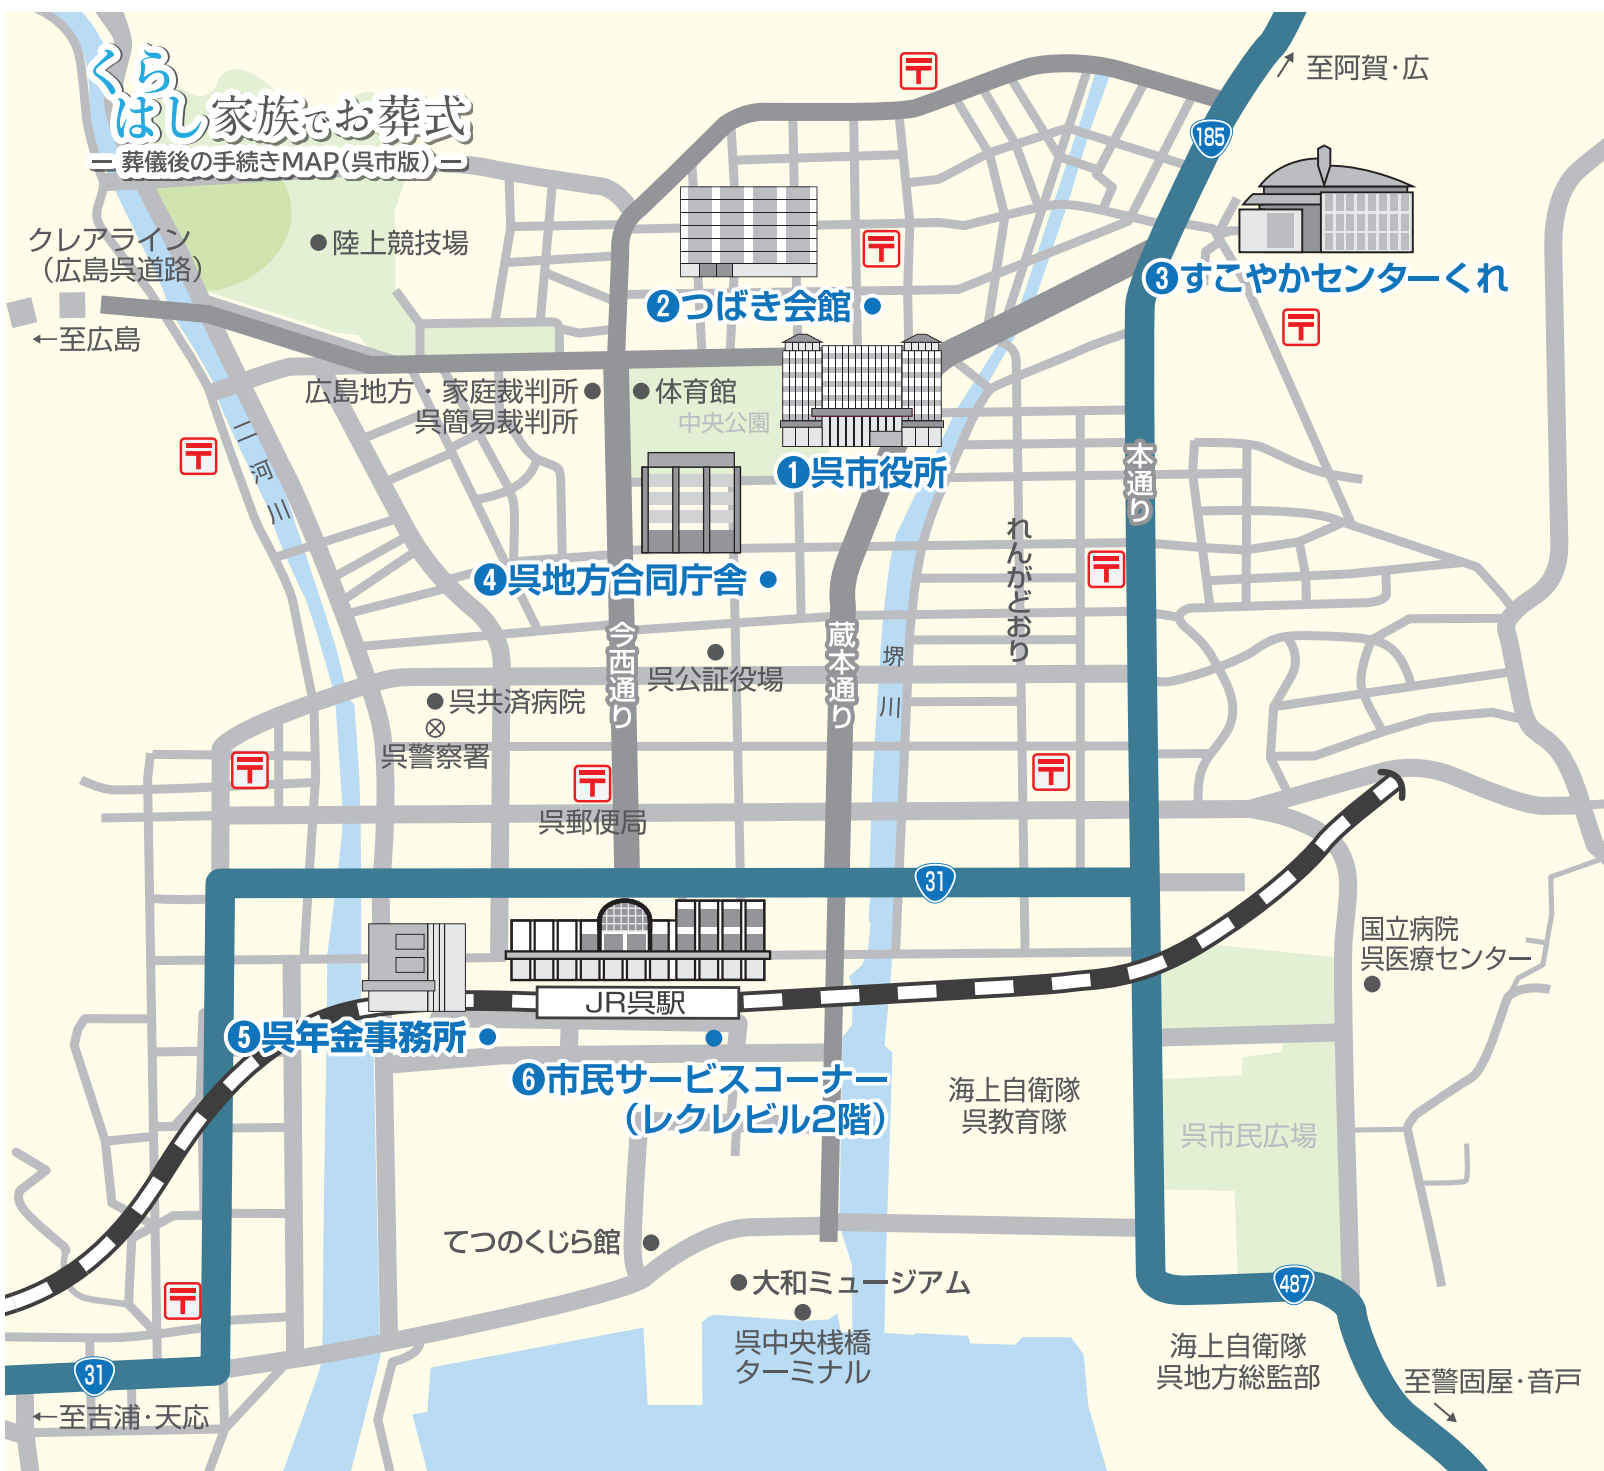 くら
はし家族でお葬式
葬儀後の手続きMAP(呉市版)
至阿賀・広
185
クレアライン
（広島呉道路）
陸上競技場
←至広島
❷つばき会館
❸すこやかセンターくれ
広島地方・家庭裁判所
呉簡易裁判所
体育館
中央公園
二河川
❶呉市役所
本通り
れんがどおり
❹呉地方合同庁舎
今西通り
蔵本通り
堺川
呉公証役場
呉共済病院
呉警察署
呉郵便局
31
国立病院
呉医療センター
JR呉駅
❺呉年金事務所
❻市民サービスコーナー
（レクレビル2階）
海上自衛隊
呉教育隊
呉市民広場
てつのくじら館
大和ミュージアム
487
呉中央桟橋
ターミナル
海上自衛隊
呉地方総監部
31
至警固屋・音戸
←至吉浦・天応